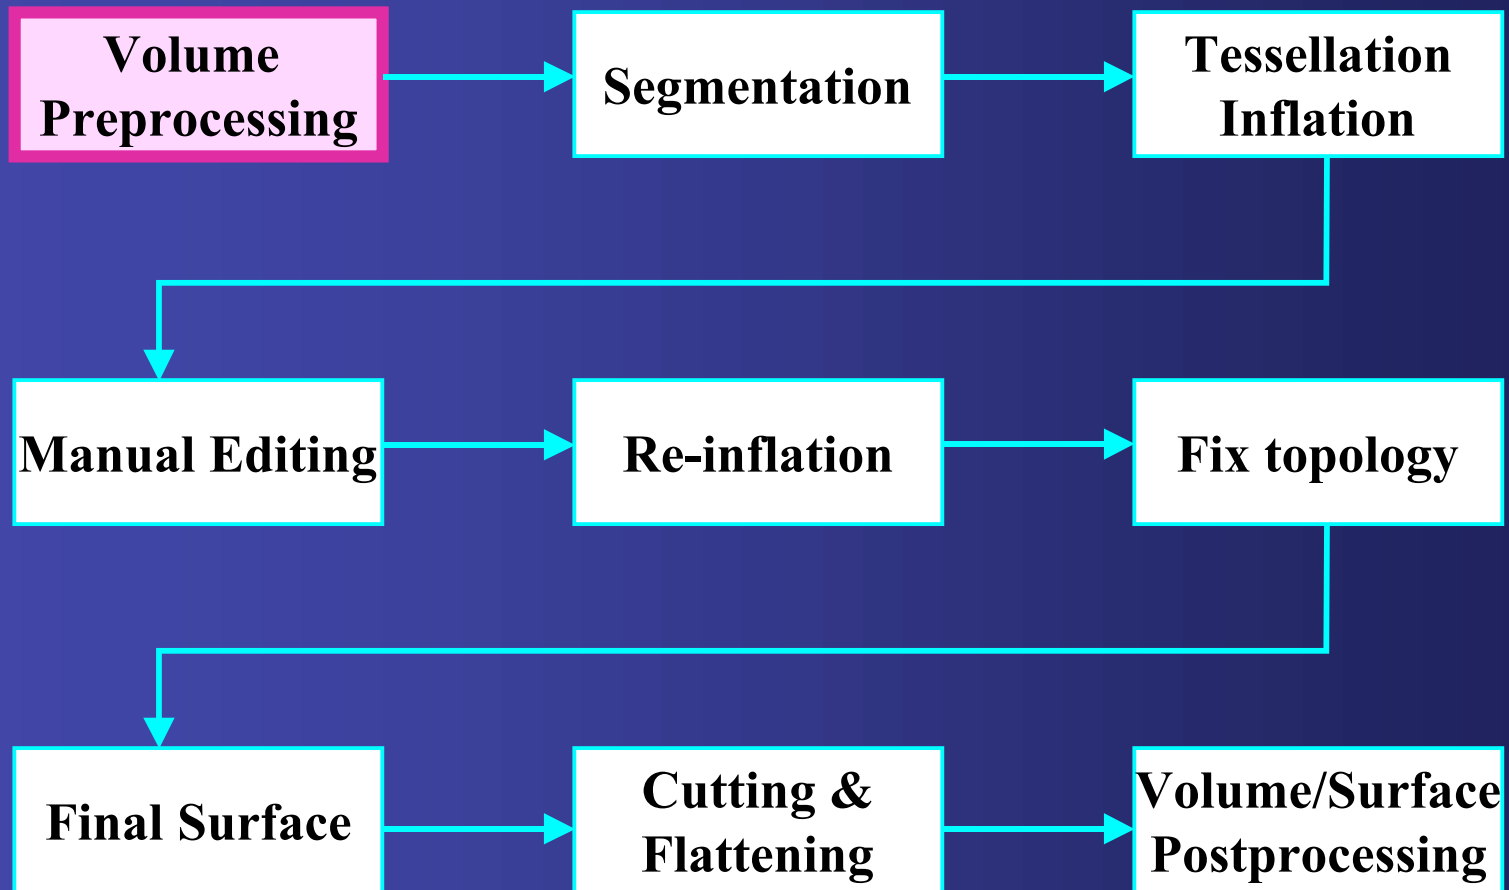 Volume
Preprocessing
Segmentation
Tessellation
Inflation
Manual Editing
Re-inflation
Fix topology
Final Surface
Cutting &
Flattening
Volume/Surface
Postprocessing